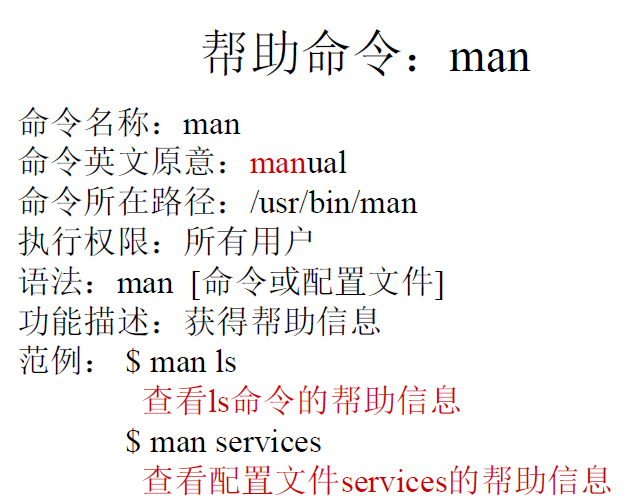 帮助命令：man
命令名称：man
命令英文原意：manual
命令所在路径：/usr/bin/man
执行权限：所有用户
语法：man [命令或配置文件]
功能描述：获得帮助信息
范例： $ man ls
查看ls命令的帮助信息
$ man services
查看配置文件services的帮助信息